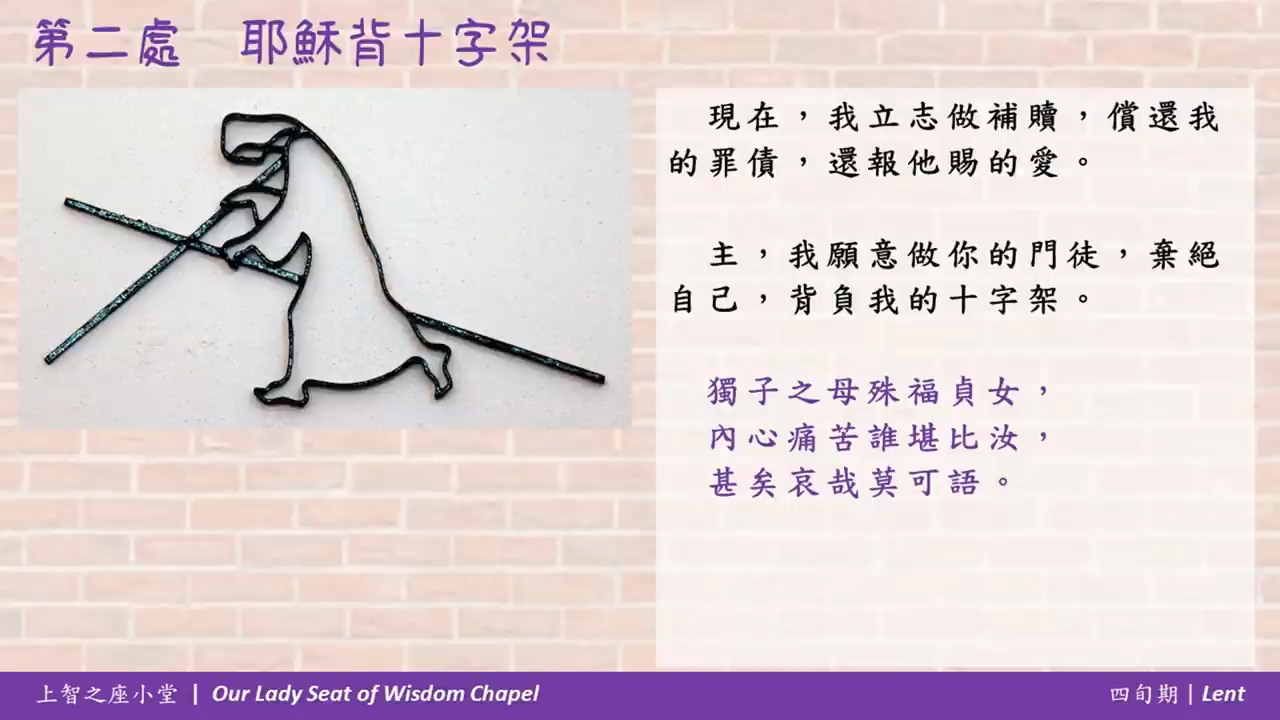 第二處　耶穌背十字架
現在，我立志做補贖，償還我
的罪債，還報他賜的愛。
主，我願意做你的門徒，棄絕
自己，背負我的十字架。
獨子之母殊福貞女，
內心痛苦誰堪比汝，
甚矣哀哉莫可語。
上智之座小堂 | Our Lady Seat of Wisdom Chapel
四旬期 | Lent